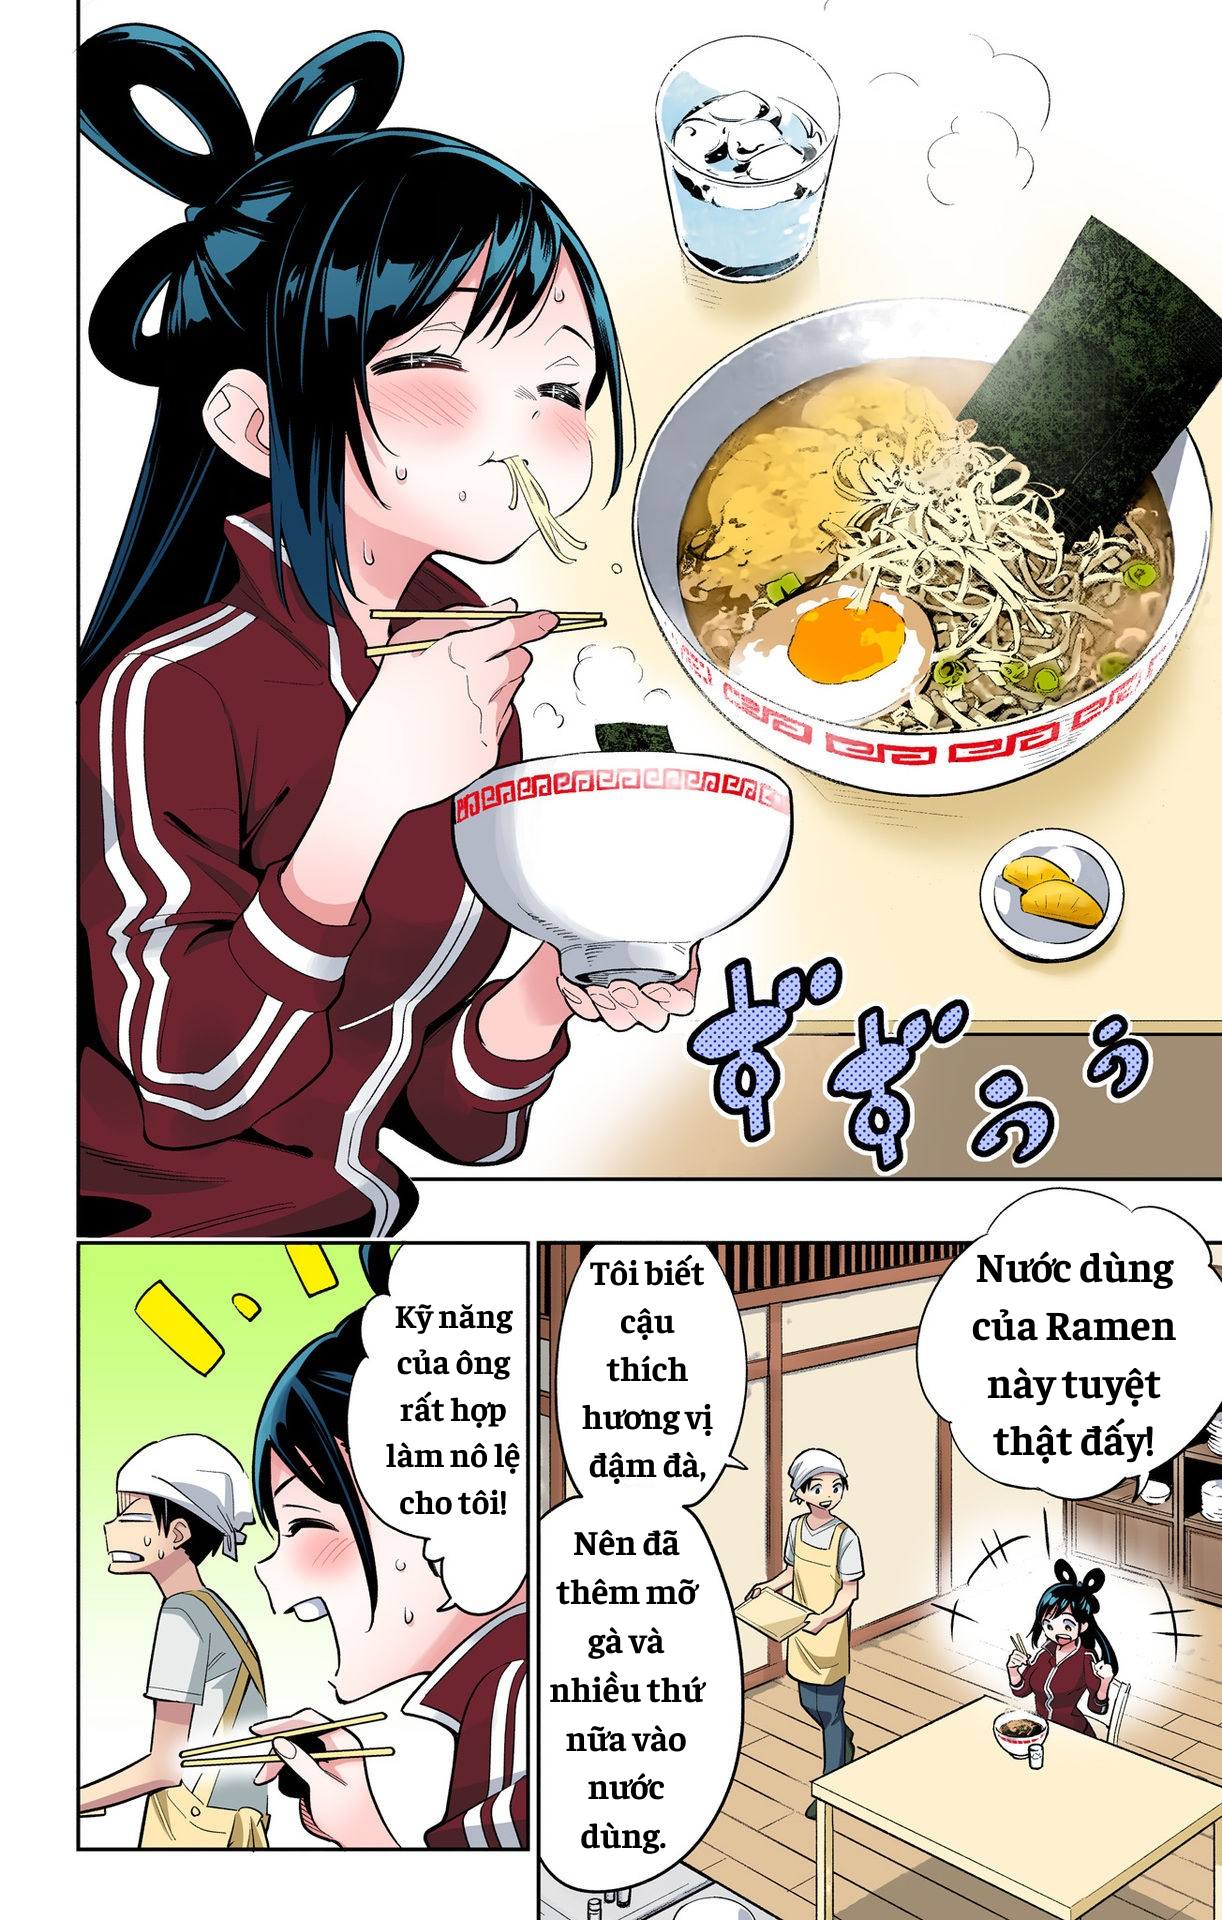 ずずぅぅ
Nước dùng
của Ramen
này tuyệt
thật đấy!
Tôi biết
cậu
thích
hương vị
đậm đà,
Nên đã
thêm mỡ
gà và
nhiều thứ
nữa vào
nước
dùng.
Kỹ năng
của ông
rất hợp
làm nô lệ
cho tôi!